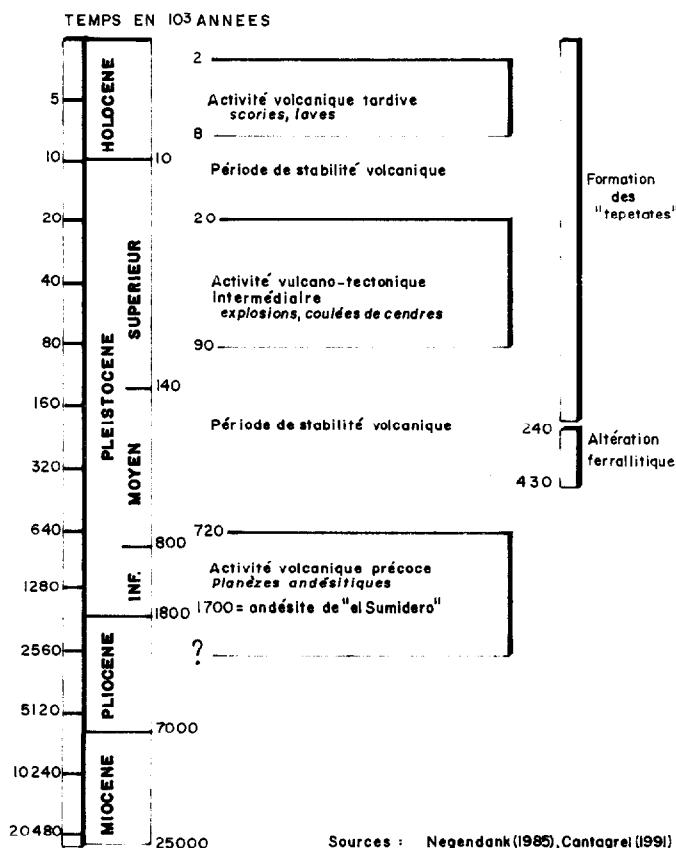 TEMPS EN 10³ ANNEES
5
10
20
40
80
160
320
640
1280
2560
5120
10240
20480
HOLOCENE
PLEISTOCENE
SUPERIEUR
MOYEN
INF.
PLIOCENE
MIOCENE
10
140
800
1800
7000
25000
2
Activité volcanique tardive
scories, laves
8
Période de stabilité volcanique
20
Activité vulcano-tectonique
Intermédiaire
explosions, coulées de cendres
90
Période de stabilité volcanique
720
Activité volcanique précoce
Planèzes andésitiques
1700 = andésite de "el Sumidero"
?
Formation
des
"tepetates"
240
Altération
ferrallitique
430
Sources : Negendank (1985), Cantagrel (1991)